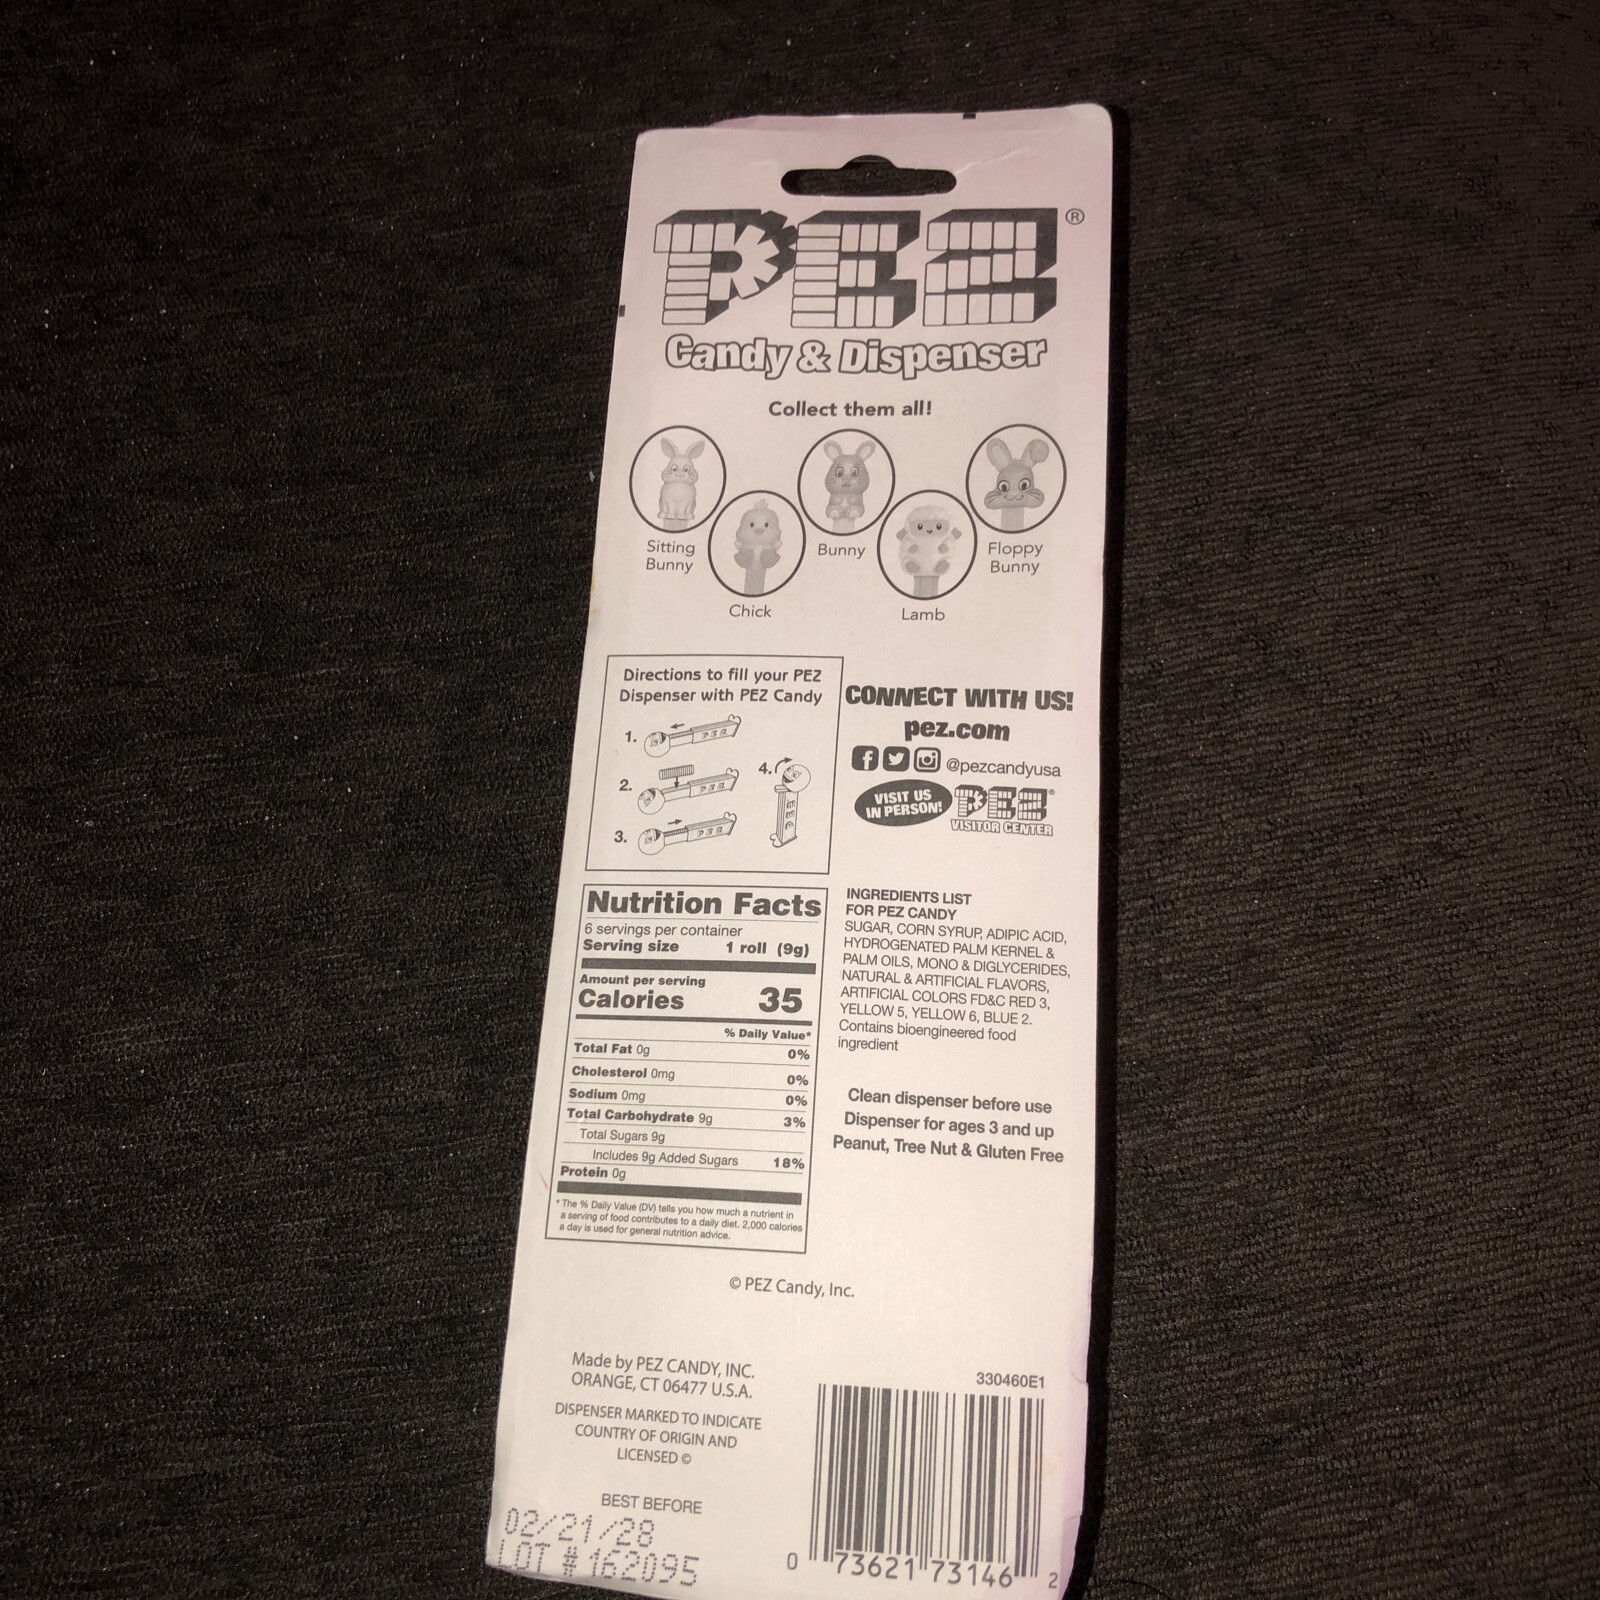 PEZ®
Candy & Dispenser
Collect them all!
Sitting
Bunny
Chick
Bunny
Lamb
Floppy
Bunny
Directions to fill your PEZ
Dispenser with PEZ Candy
1.
PEZ
2.
PEZ
3.
PEZ
4.
PEZ
CONNECT WITH US!
pez.com
@pezcandyusa
VISIT US
IN PERSON!
PEZ®
VISITOR CENTER
Nutrition Facts
6 servings per container
Serving size 1 roll (9g)
Amount per serving
Calories 35
% Daily Value*
Total Fat 0g 0%
Cholesterol 0mg 0%
Sodium 0mg 0%
Total Carbohydrate 9g 3%
Total Sugars 9g
Includes 9g Added Sugars 18%
Protein 0g
* The % Daily Value (DV) tells you how much a nutrient in
a serving of food contributes to a daily diet. 2,000 calories
a day is used for general nutrition advice.
INGREDIENTS LIST
FOR PEZ CANDY
SUGAR, CORN SYRUP, ADIPIC ACID,
HYDROGENATED PALM KERNEL &
PALM OILS, MONO & DIGLYCERIDES,
NATURAL & ARTIFICIAL FLAVORS,
ARTIFICIAL COLORS FD&C RED 3,
YELLOW 5, YELLOW 6, BLUE 2.
Contains bioengineered food
ingredient
Clean dispenser before use
Dispenser for ages 3 and up
Peanut, Tree Nut & Gluten Free
© PEZ Candy, Inc.
Made by PEZ CANDY, INC.
ORANGE, CT 06477 U.S.A.
DISPENSER MARKED TO INDICATE
COUNTRY OF ORIGIN AND
LICENSED ©
BEST BEFORE
02/21/28
LOT # 162095
330460E1
0 73621 73146 2